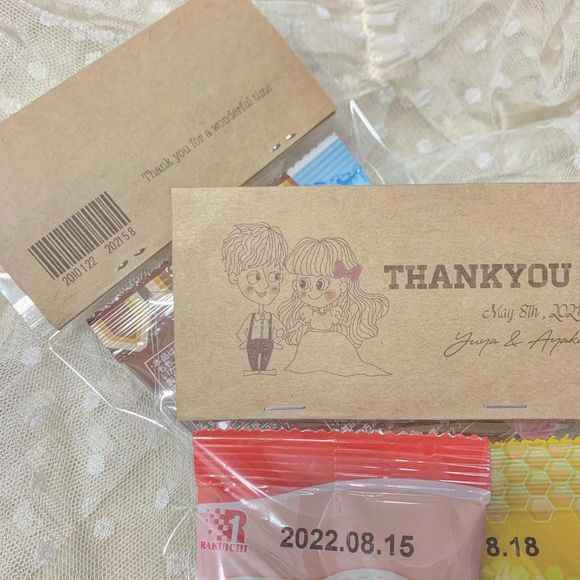 Thank you for a wonderful time
2010 1 22 2021 5.8
THANKYOU
May 8th, 2021
Yuya & Ayak
RAKUICHI
2022.08.15
8.18